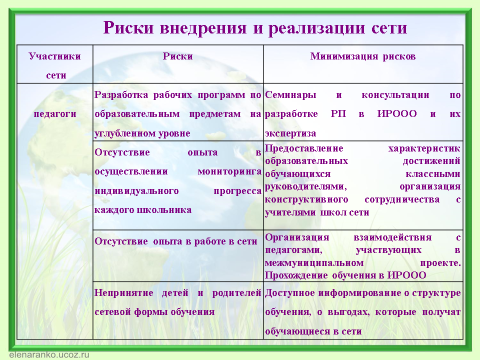 Риски внедрения и реализации сети
Участники
сети
Риски
Минимизация рисков
педагоги
Разработка рабочих программ по
образовательным предметам на
углубленном уровне
Семинары и консультации по
разработке РП в ИРООО и их
экспертиза
Отсутствие опыта в
осуществлении мониторинга
индивидуального прогресса
каждого школьника
Предоставление характеристик
образовательных достижений
обучающихся классными
руководителями, организация
конструктивного сотрудничества с
учителями школ сети
Отсутствие опыта в работе в сети
Организация взаимодействия с
педагогами, участвующих в
межмуниципальном проекте.
Прохождение обучения в ИРООО
Непринятие детей и родителей
сетевой формы обучения
Доступное информирование о структуре
обучения, о выгодах, которые получат
обучающиеся в сети
elenaranko.ucoz.ru